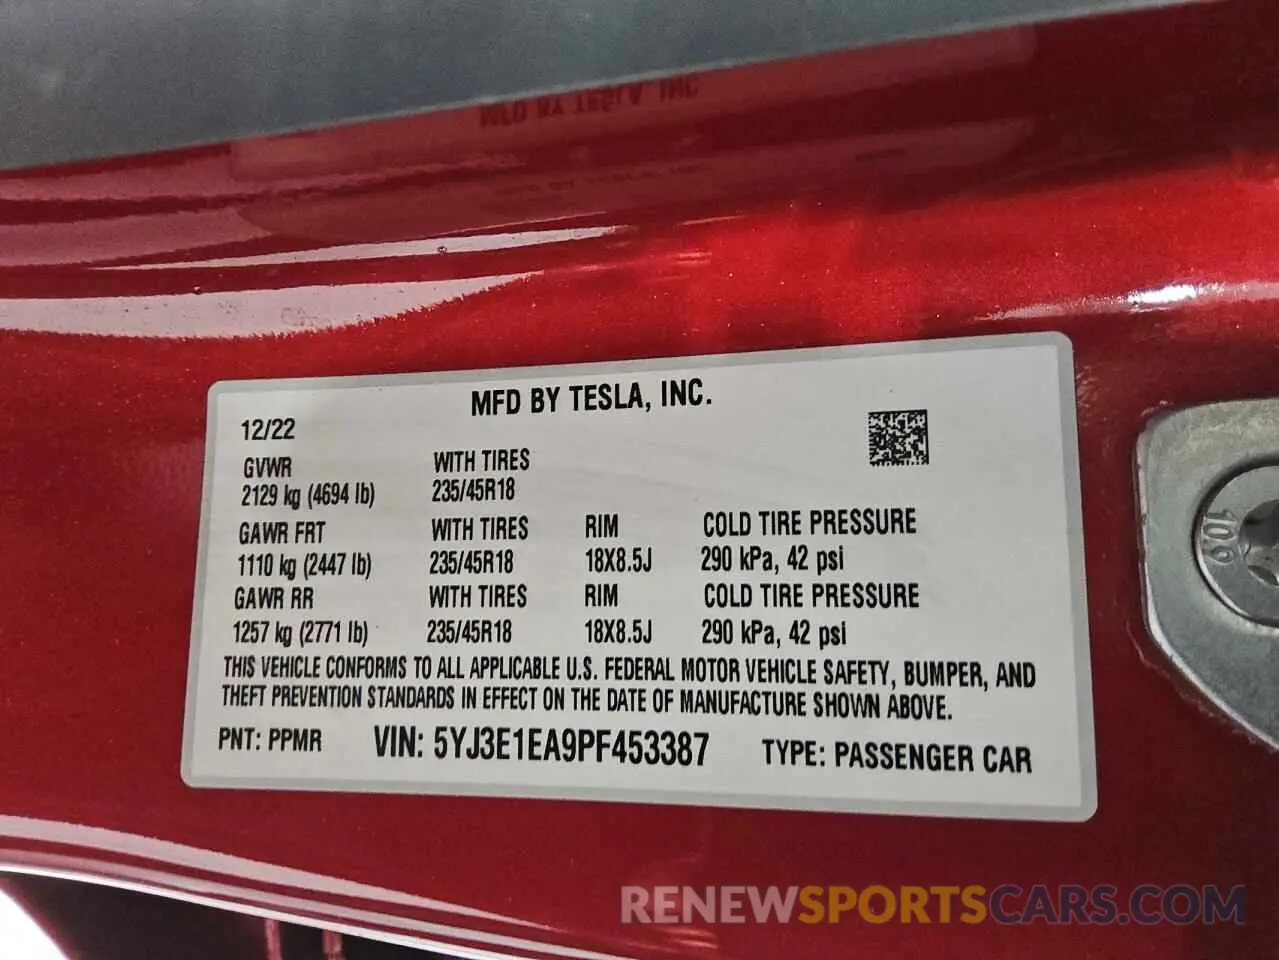 MFD BY TESLA, INC.
12/22
GVWR WITH TIRES
2129 kg (4694 lb) 235/45R18
GAWR FRT WITH TIRES RIM COLD TIRE PRESSURE
1110 kg (2447 lb) 235/45R18 18X8.5J 290 kPa, 42 psi
GAWR RR WITH TIRES RIM COLD TIRE PRESSURE
1257 kg (2771 lb) 235/45R18 18X8.5J 290 kPa, 42 psi
THIS VEHICLE CONFORMS TO ALL APPLICABLE U.S. FEDERAL MOTOR VEHICLE SAFETY, BUMPER, AND
THEFT PREVENTION STANDARDS IN EFFECT ON THE DATE OF MANUFACTURE SHOWN ABOVE.
PNT: PPMR VIN: 5YJ3E1EA9PF453387 TYPE: PASSENGER CAR
10.9
RENEWSPORTSCARS.COM